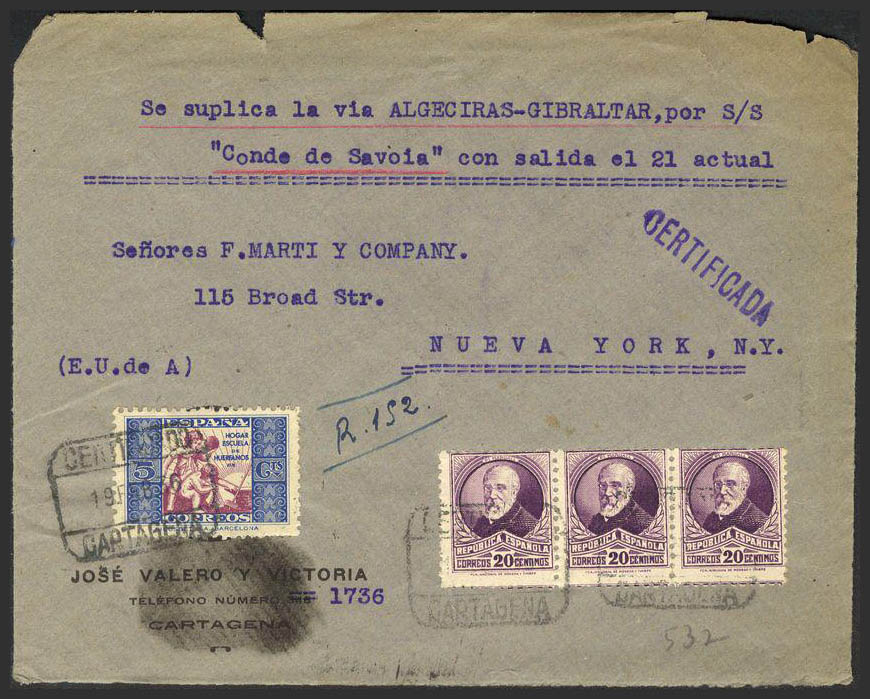 Se suplica la via ALGECIRAS-GIBRALTAR,por S/S
"Conde de Savoia" con salida el 21 actual
CERTIFICADA
Señores F.MARTI Y COMPANY.
115 Broad Str.
NUEVA YORK, N.Y.
(E.U.de A)
R.152.
ESPAÑA
HOGAR
ESCUELA
DE
HUERFANOS
DE
5 Cts
CORREOS
BARCELONA
CARTAGENA
REPUBLICA ESPAÑOLA
CORREOS 20 CENTIMOS
REPUBLICA ESPAÑOLA
CORREOS 20 CENTIMOS
REPUBLICA ESPAÑOLA
CORREOS 20 CENTIMOS
CARTAGENA
CARTAGENA
JOSÉ VALERO Y VICTORIA
TELÉFONO NÚMERO 1736
CARTAGENA
532